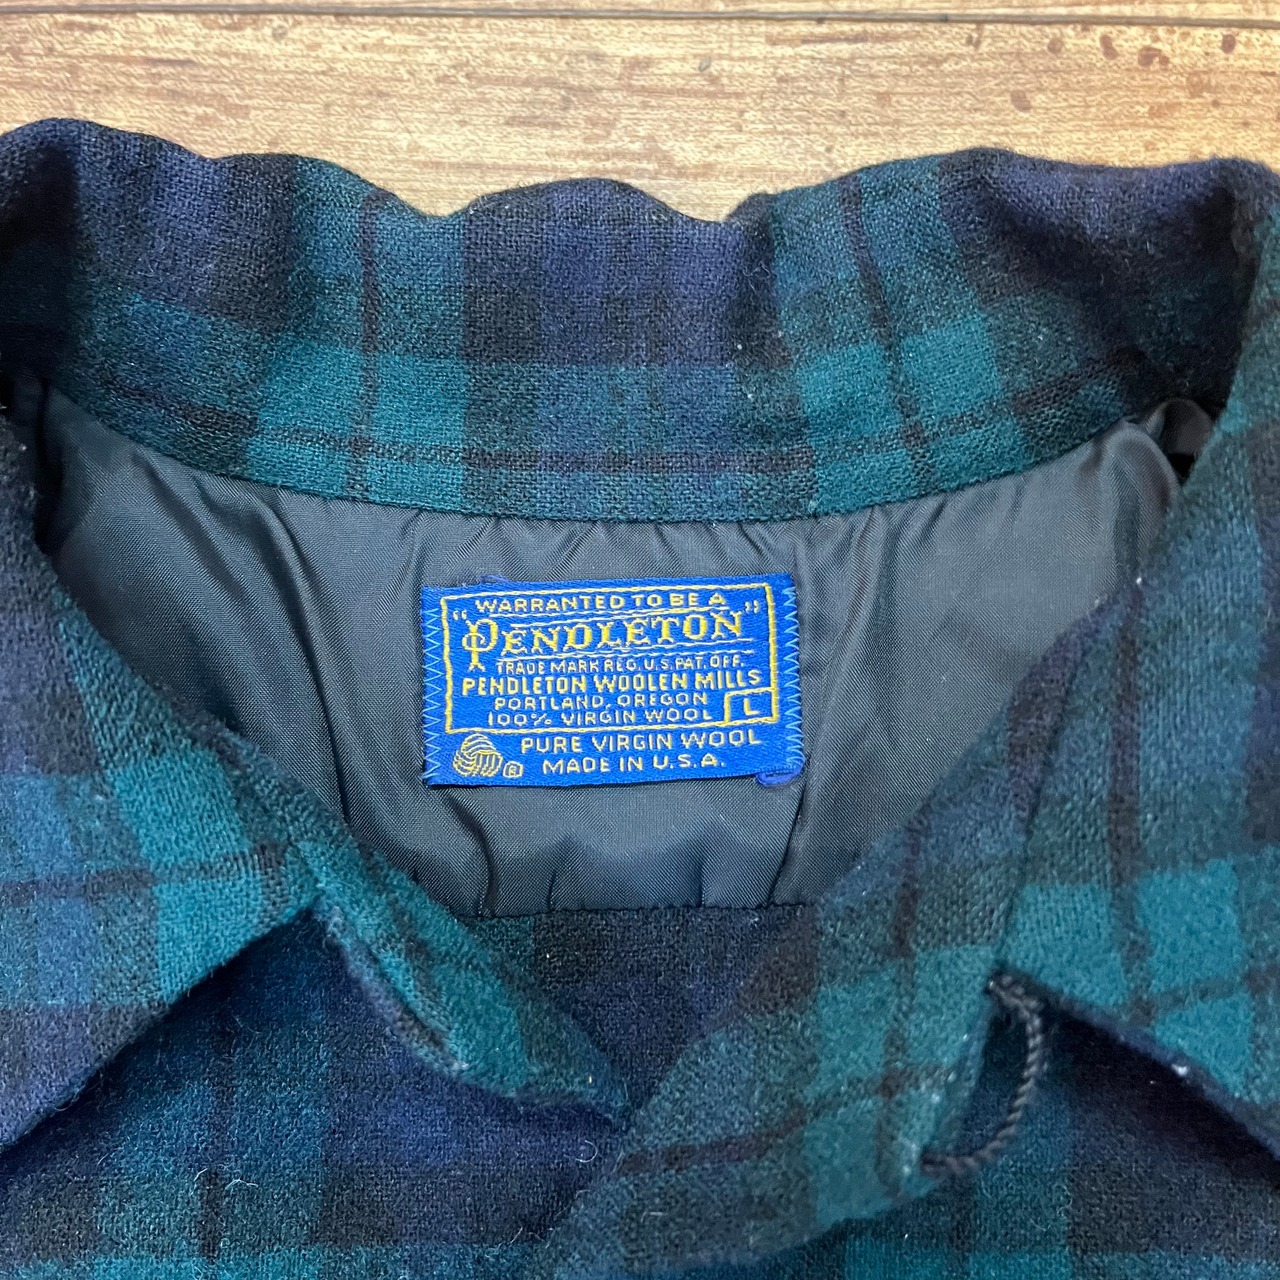 WARRANTED TO BE A
"PENDLETON"
TRADE MARK REG. U.S. PAT. OFF.
PENDLETON WOOLEN MILLS
PORTLAND, OREGON
100% VIRGIN WOOL L
PURE VIRGIN WOOL
® MADE IN U.S.A.